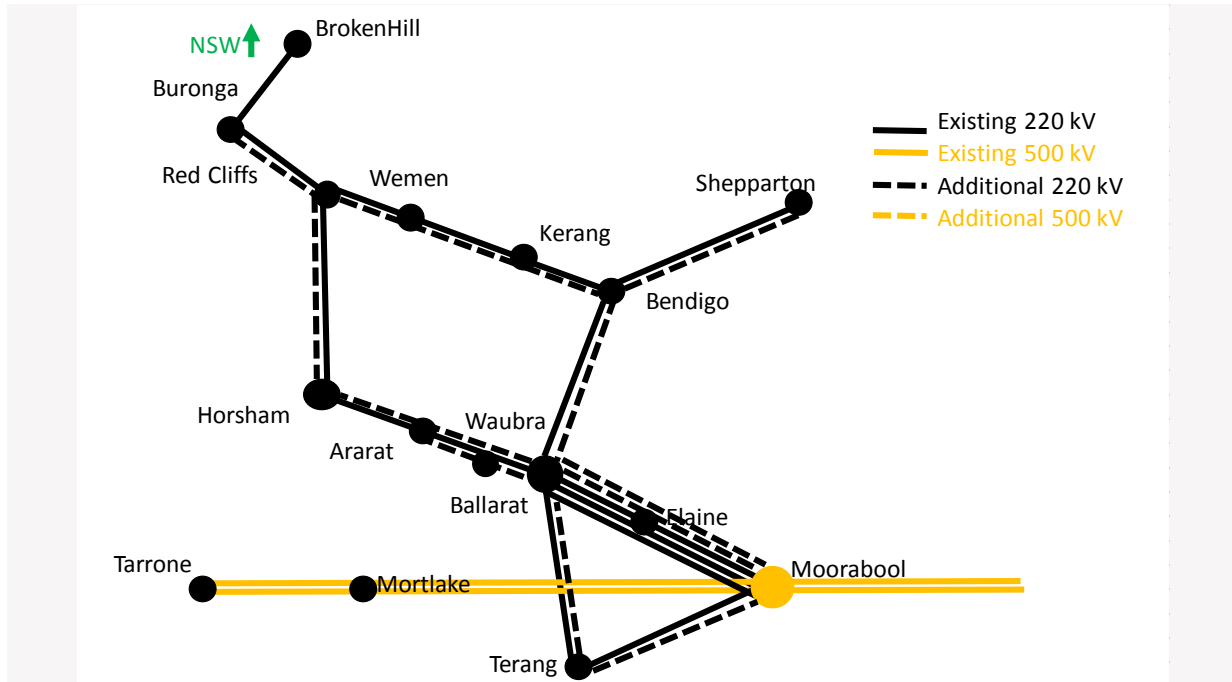 BrokenHill
NSW
Buronga
Existing 220 kV
Existing 500 kV
Additional 220 kV
Additional 500 kV
Red Cliffs
Wemen
Shepparton
Kerang
Bendigo
Horsham
Waubra
Ararat
Ballarat
Elaine
Tarrone
Mortlake
Moorabool
Terang